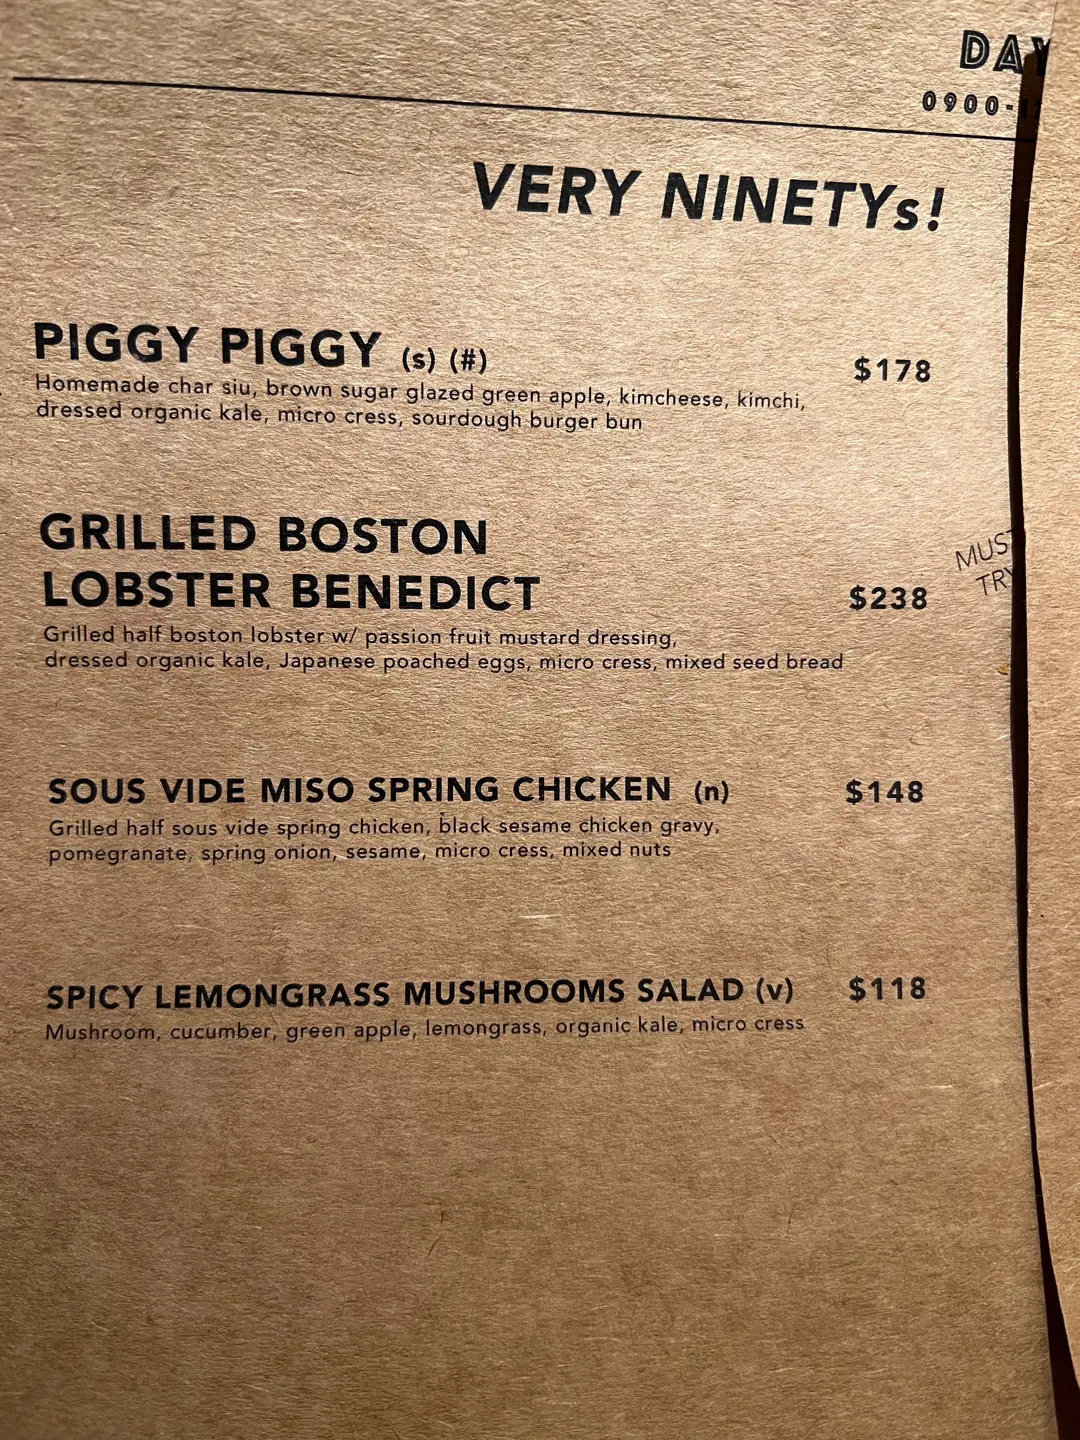 DAY
0900-
VERY NINETYs!
PIGGY PIGGY (s) (#)
$178
Homemade char siu, brown sugar glazed green apple, kimcheese, kimchi,
dressed organic kale, micro cress, sourdough burger bun
GRILLED BOSTON
LOBSTER BENEDICT
$238
MUST
TRY
Grilled half boston lobster w/ passion fruit mustard dressing,
dressed organic kale, Japanese poached eggs, micro cress, mixed seed bread
SOUS VIDE MISO SPRING CHICKEN (n)
$148
Grilled half sous vide spring chicken, black sesame chicken gravy,
pomegranate, spring onion, sesame, micro cress, mixed nuts
SPICY LEMONGRASS MUSHROOMS SALAD (v)
$118
Mushroom, cucumber, green apple, lemongrass, organic kale, micro cress